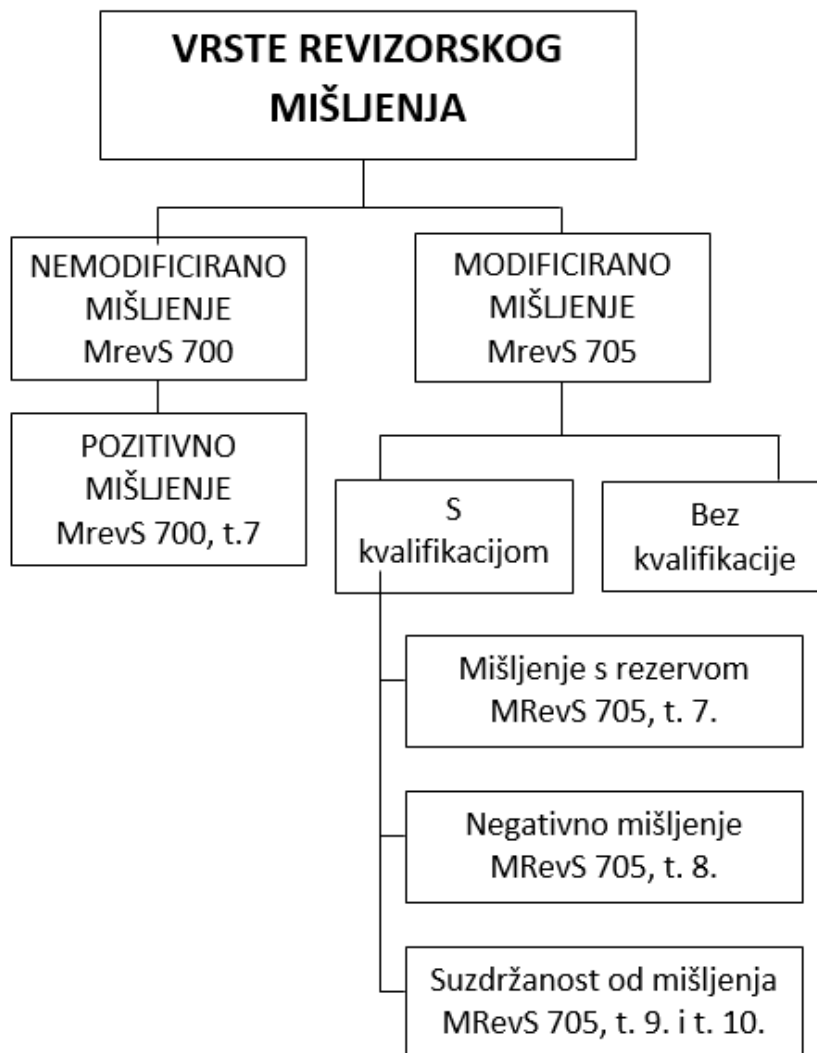 VRSTE REVIZORSKOG
MIŠLJENJA
NEMODIFICIRANO
MIŠLJENJE
MrevS 700
MODIFICIRANO
MIŠLJENJE
MrevS 705
POZITIVNO
MIŠLJENJE
MrevS 700, t.7
S
kvalifikacijom
Bez
kvalifikacije
Mišljenje s rezervom
MRevS 705, t. 7.
Negativno mišljenje
MRevS 705, t. 8.
Suzdržanost od mišljenja
MRevS 705, t. 9. i t. 10.